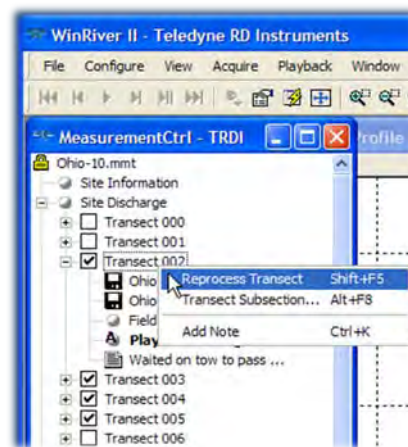 WinRiver II - Teledyne RD Instruments
File Configure View Acquire Playback Window
MeasurementCtrl - TRDI
Profile
Ohio-10.mmt
Site Information
Site Discharge
Transect 000
Transect 001
Transect 002
Ohio
Reprocess Transect Shift+F5
Ohio
Transect Subsection... Alt+F8
Field
Play
Add Note Ctrl+K
Waited on tow to pass ...
Transect 003
Transect 004
Transect 005
Transect 006